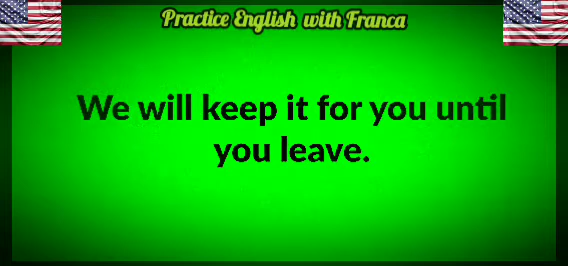 Practice English with Franca
We will keep it for you until
you leave.